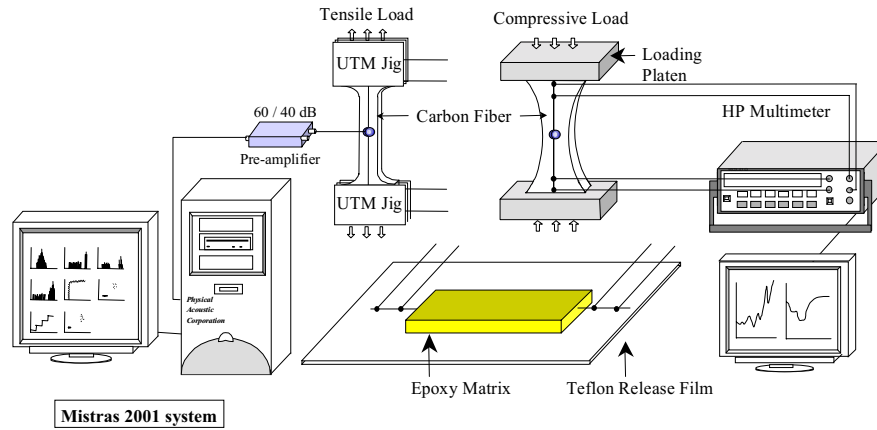 Tensile Load
Compressive Load
UTM Jig
Loading
Platen
60 / 40 dB
Carbon Fiber
HP Multimeter
Pre-amplifier
UTM Jig
Physical
Acoustic
Corporation
Epoxy Matrix
Teflon Release Film
Mistras 2001 system